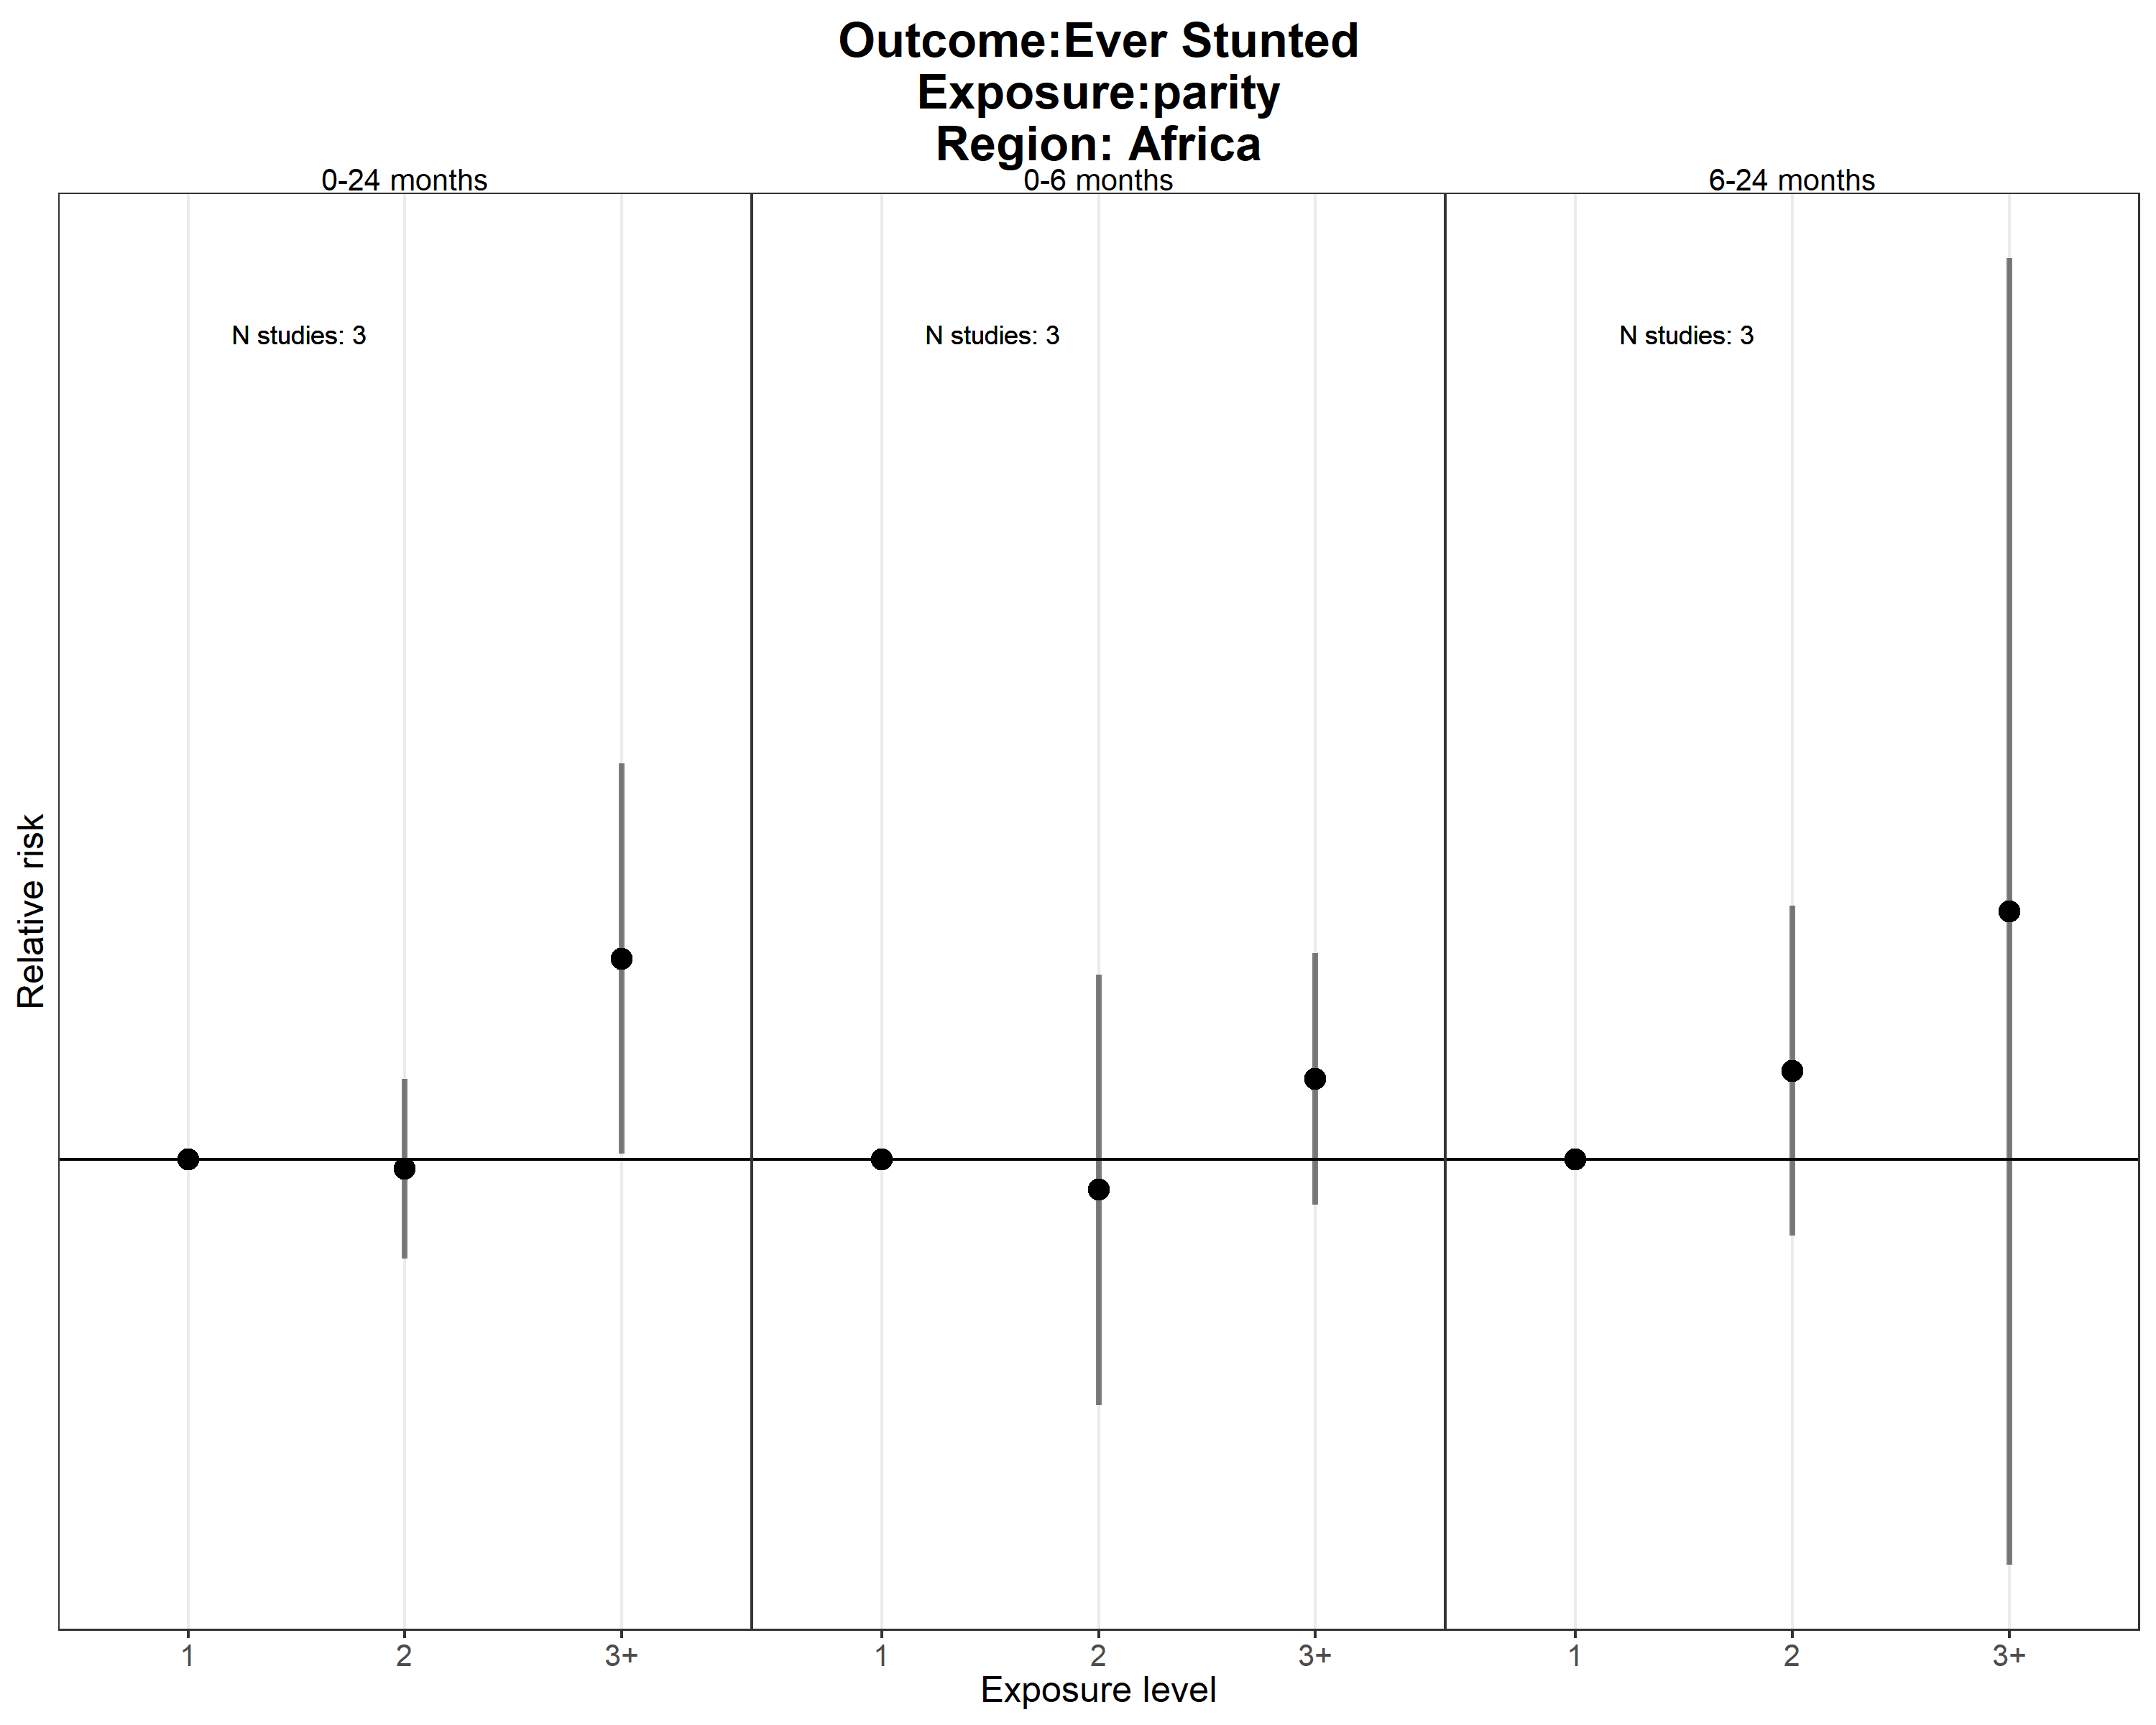 Outcome:Ever Stunted
Exposure:parity
Region: Africa
0-24 months
0-6 months
6-24 months
N studies: 3
N studies: 3
N studies: 3
Relative risk
1
2
3+
1
2
3+
1
2
3+
Exposure level